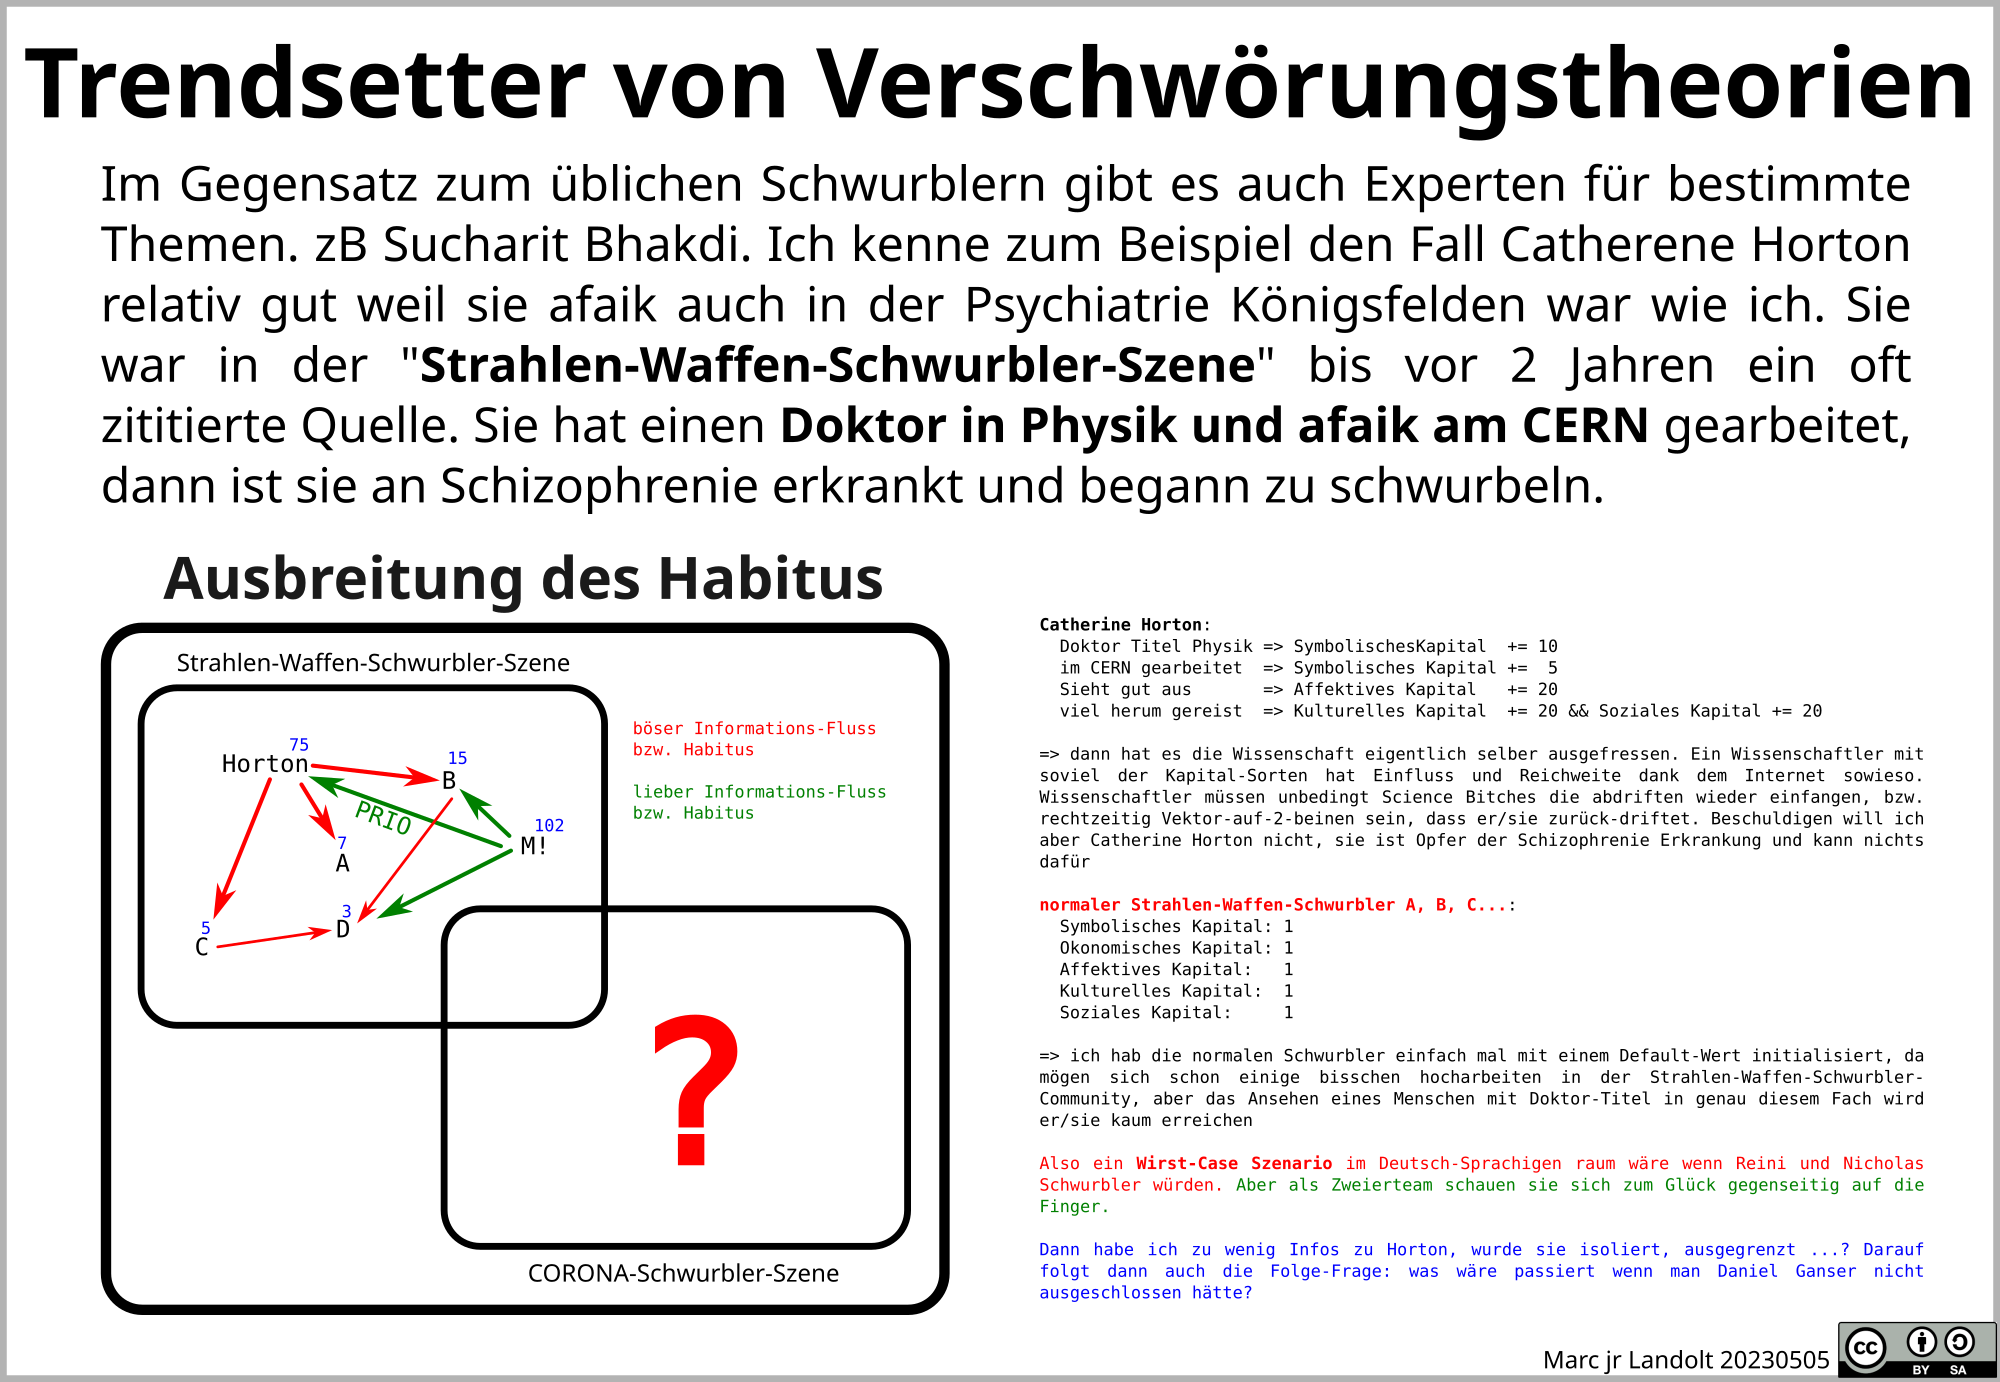 Trendsetter von Verschwörungstheorien
Im Gegensatz zum üblichen Schwurblern gibt es auch Experten für bestimmte
Themen. zB Sucharit Bhakdi. Ich kenne zum Beispiel den Fall Catherene Horton
relativ gut weil sie afaik auch in der Psychiatrie Königsfelden war wie ich. Sie
war in der "Strahlen-Waffen-Schwurbler-Szene" bis vor 2 Jahren ein oft
zititierte Quelle. Sie hat einen Doktor in Physik und afaik am CERN gearbeitet,
dann ist sie an Schizophrenie erkrankt und begann zu schwurbeln.
Ausbreitung des Habitus
Strahlen-Waffen-Schwurbler-Szene
böser Informations-Fluss
bzw. Habitus
lieber Informations-Fluss
bzw. Habitus
75
Horton
15
B
PRIO
102
M!
7
A
3
D
5
C
?
CORONA-Schwurbler-Szene
Catherine Horton:
Doktor Titel Physik => SymbolischesKapital += 10
im CERN gearbeitet => Symbolisches Kapital += 5
Sieht gut aus => Affektives Kapital += 20
viel herum gereist => Kulturelles Kapital += 20 && Soziales Kapital += 20
=> dann hat es die Wissenschaft eigentlich selber ausgefressen. Ein Wissenschaftler mit
soviel der Kapital-Sorten hat Einfluss und Reichweite dank dem Internet sowieso.
Wissenschaftler müssen unbedingt Science Bitches die abdriften wieder einfangen, bzw.
rechtzeitig Vektor-auf-2-beinen sein, dass er/sie zurück-driftet. Beschuldigen will ich
aber Catherine Horton nicht, sie ist Opfer der Schizophrenie Erkrankung und kann nichts
dafür
normaler Strahlen-Waffen-Schwurbler A, B, C...:
Symbolisches Kapital: 1
Okonomisches Kapital: 1
Affektives Kapital: 1
Kulturelles Kapital: 1
Soziales Kapital: 1
=> ich hab die normalen Schwurbler einfach mal mit einem Default-Wert initialisiert, da
mögen sich schon einige bisschen hocharbeiten in der Strahlen-Waffen-Schwurbler-
Community, aber das Ansehen eines Menschen mit Doktor-Titel in genau diesem Fach wird
er/sie kaum erreichen
Also ein Wirst-Case Szenario im Deutsch-Sprachigen raum wäre wenn Reini und Nicholas
Schwurbler würden. Aber als Zweierteam schauen sie sich zum Glück gegenseitig auf die
Finger.
Dann habe ich zu wenig Infos zu Horton, wurde sie isoliert, ausgegrenzt ...? Darauf
folgt dann auch die Folge-Frage: was wäre passiert wenn man Daniel Ganser nicht
ausgeschlossen hätte?
Marc jr Landolt 20230505
cc
BY SA